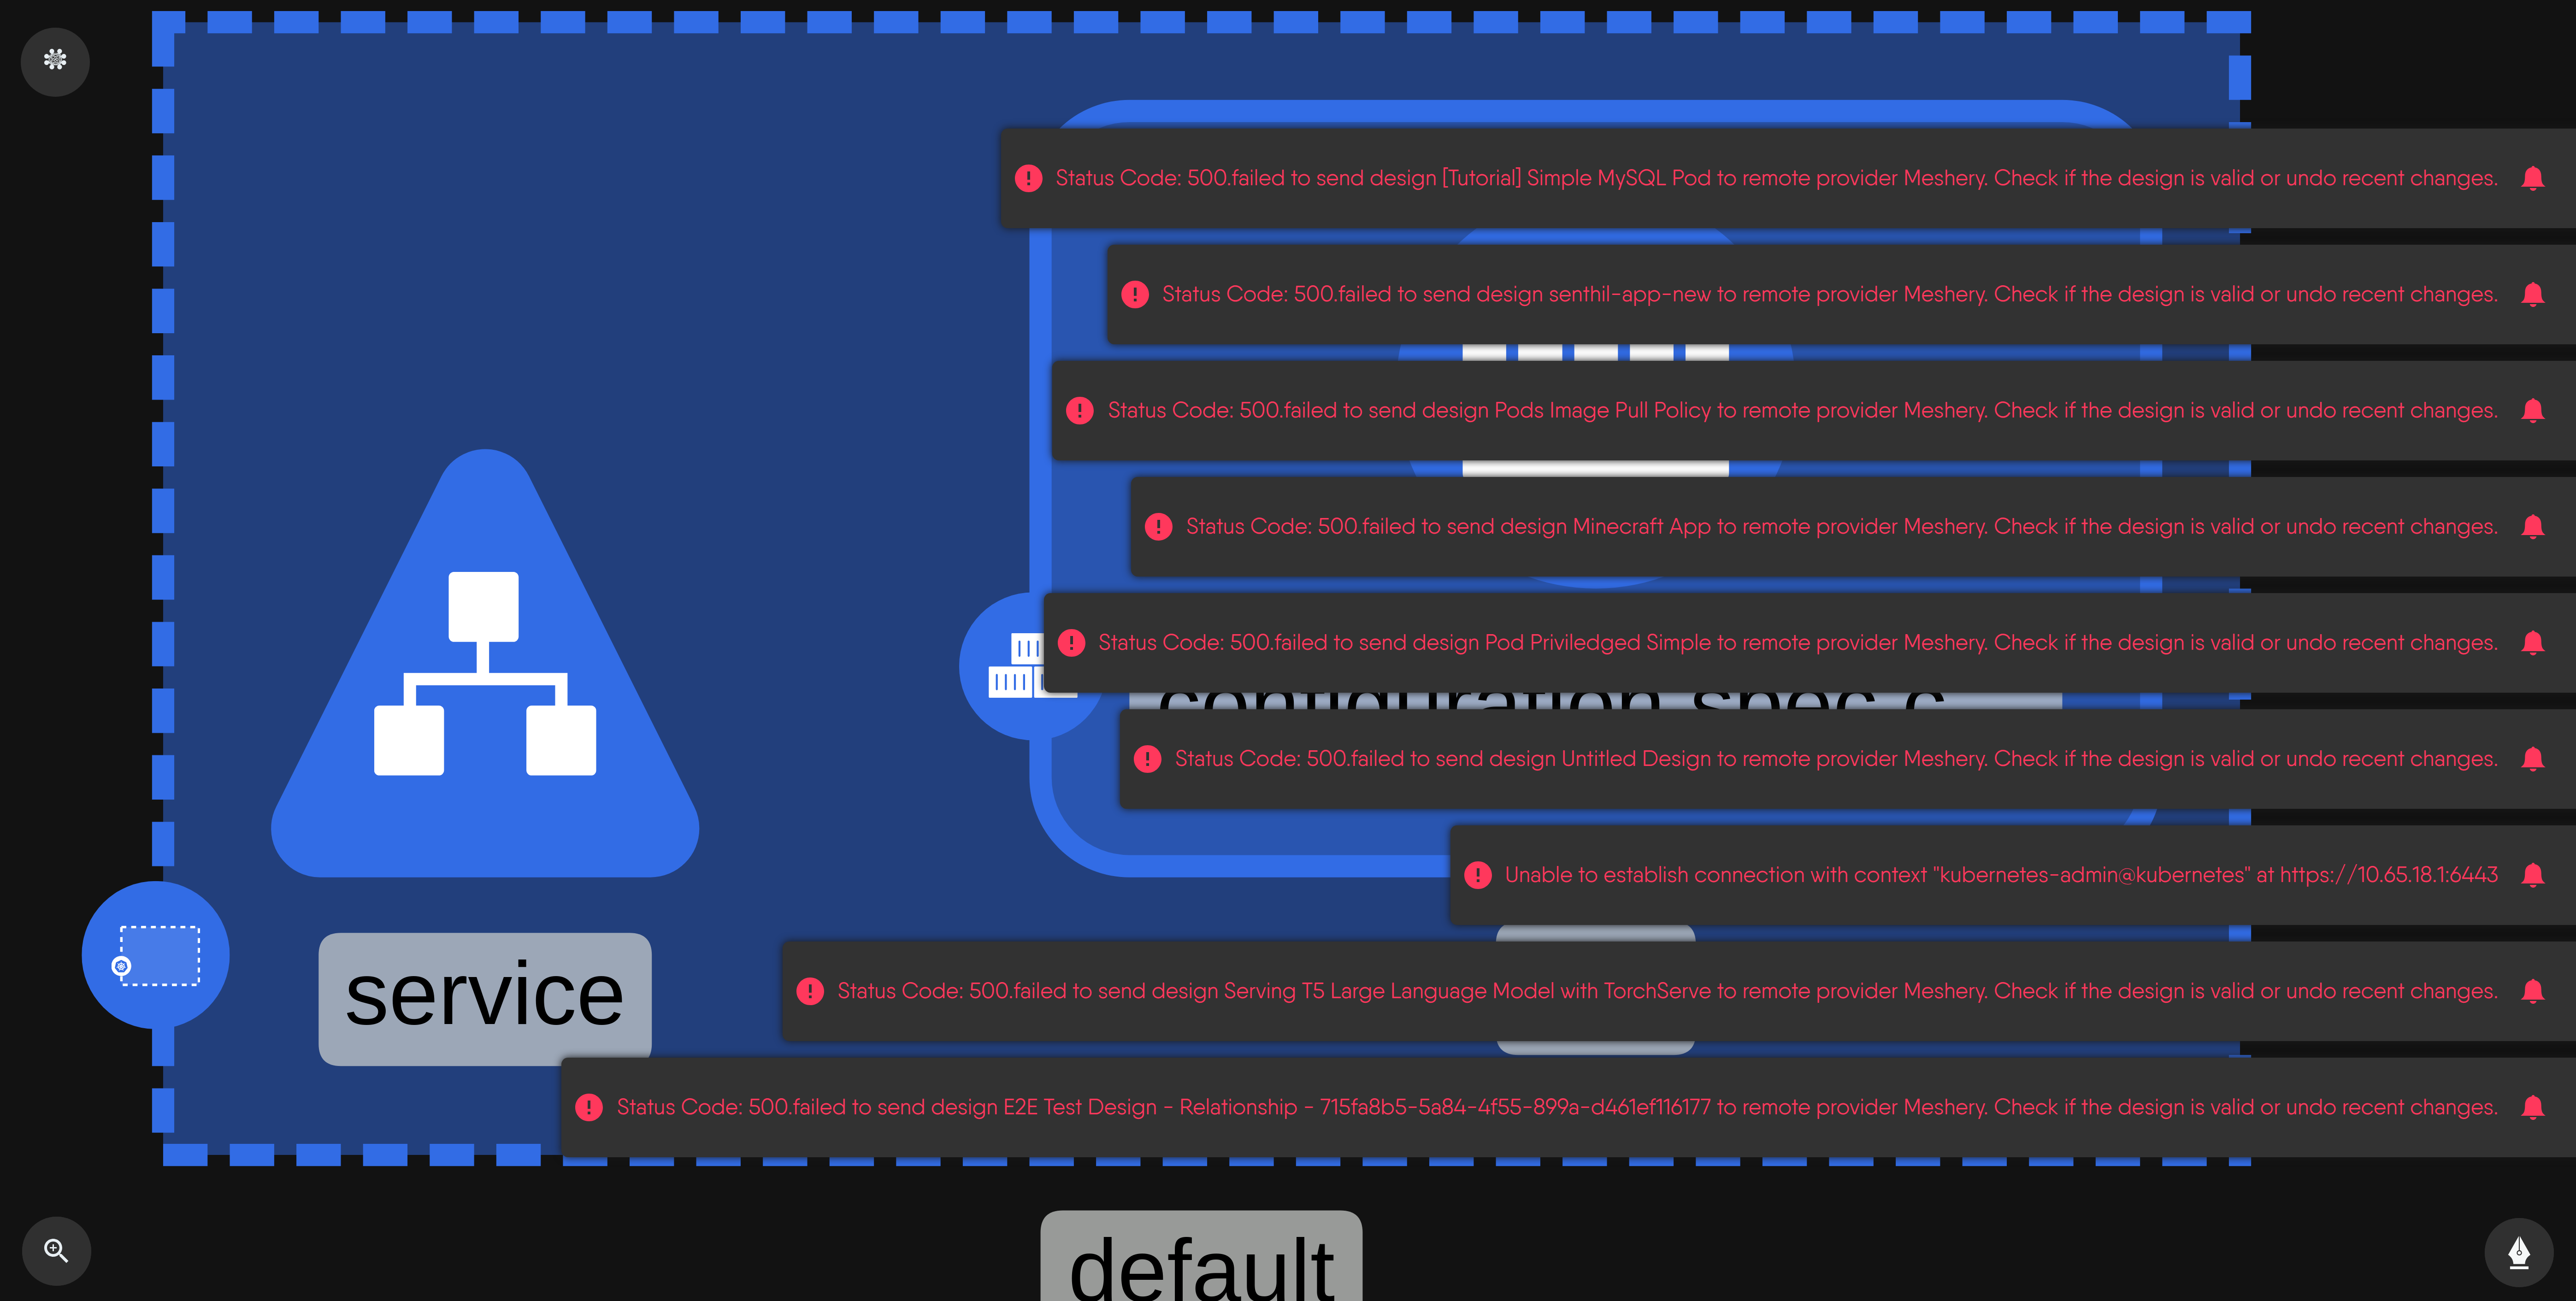 Status Code: 500.failed to send design [Tutorial] Simple MySQL Pod to remote provider Meshery. Check if the design is valid or undo recent changes.
Status Code: 500.failed to send design senthil-app-new to remote provider Meshery. Check if the design is valid or undo recent changes.
Status Code: 500.failed to send design Pods Image Pull Policy to remote provider Meshery. Check if the design is valid or undo recent changes.
Status Code: 500.failed to send design Minecraft App to remote provider Meshery. Check if the design is valid or undo recent changes.
Status Code: 500.failed to send design Pod Priviledged Simple to remote provider Meshery. Check if the design is valid or undo recent changes.
configuration spec c
Status Code: 500.failed to send design Untitled Design to remote provider Meshery. Check if the design is valid or undo recent changes.
Unable to establish connection with context "kubernetes-admin@kubernetes" at https://10.65.18.1:6443
service
Status Code: 500.failed to send design Serving T5 Large Language Model with TorchServe to remote provider Meshery. Check if the design is valid or undo recent changes.
Status Code: 500.failed to send design E2E Test Design - Relationship - 715fa8b5-5a84-4f55-899a-d461ef116177 to remote provider Meshery. Check if the design is valid or undo recent changes.
default